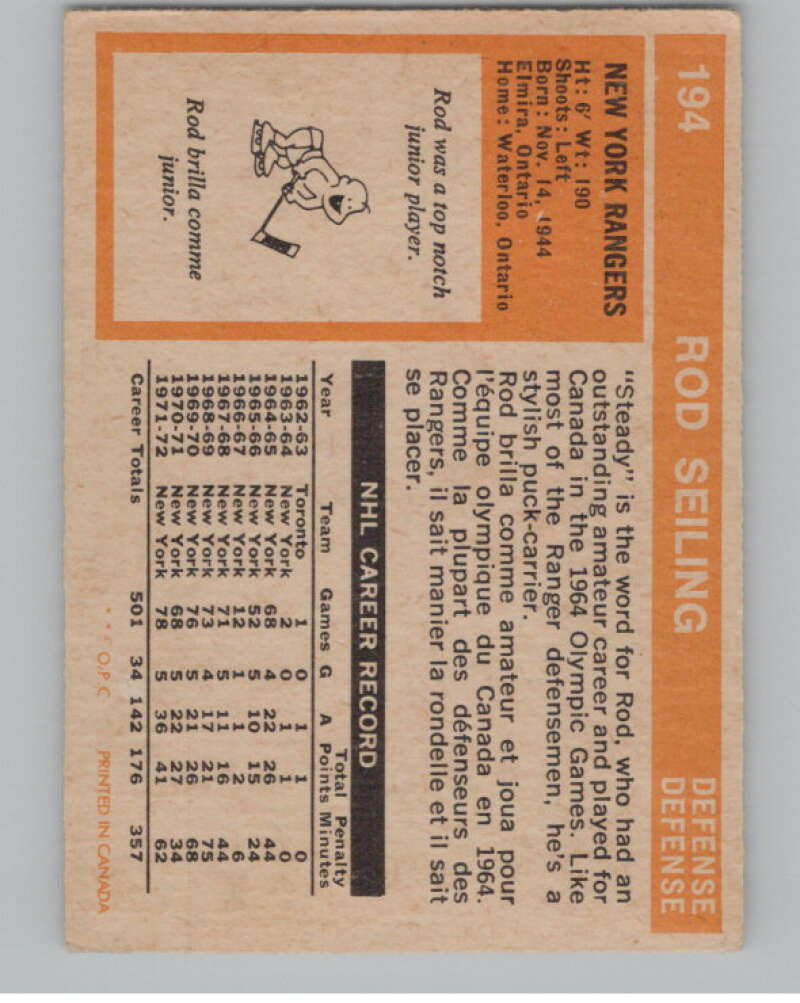 194 ROD SEILING DEFENSE
DEFENSE
NEW YORK RANGERS
Ht: 6' Wt: 190
Shoots: Left
Born: Nov. 14, 1944
Elmira, Ontario
Home: Waterloo, Ontario
Rod was a top notch
junior player.
Rod brilla comme
junior.
"Steady" is the word for Rod, who had an
outstanding amateur career and played for
Canada in the 1964 Olympic Games. Like
most of the Ranger defensemen, he's a
stylish puck-carrier.
Rod brilla comme amateur et joua pour
l'équipe olympique du Canada en 1964.
Comme la plupart des défenseurs des
Rangers, il sait manier la rondelle et il sait
se placer.
NHL CAREER RECORD
Total Penalty
Year Team Games G A Points Minutes
1962-63 Toronto 1 0 1 1 0
1963-64 New York 2 0 1 1 0
1964-65 New York 68 4 22 26 44
1965-66 New York 52 5 10 15 24
1966-67 New York 12 1 1 2 6
1967-68 New York 71 5 11 16 44
1968-69 New York 73 4 17 21 75
1969-70 New York 76 5 21 26 68
1970-71 New York 68 5 22 27 34
1971-72 New York 78 5 36 41 62
Career Totals 501 34 142 176 357
* * * O.P.C. PRINTED IN CANADA